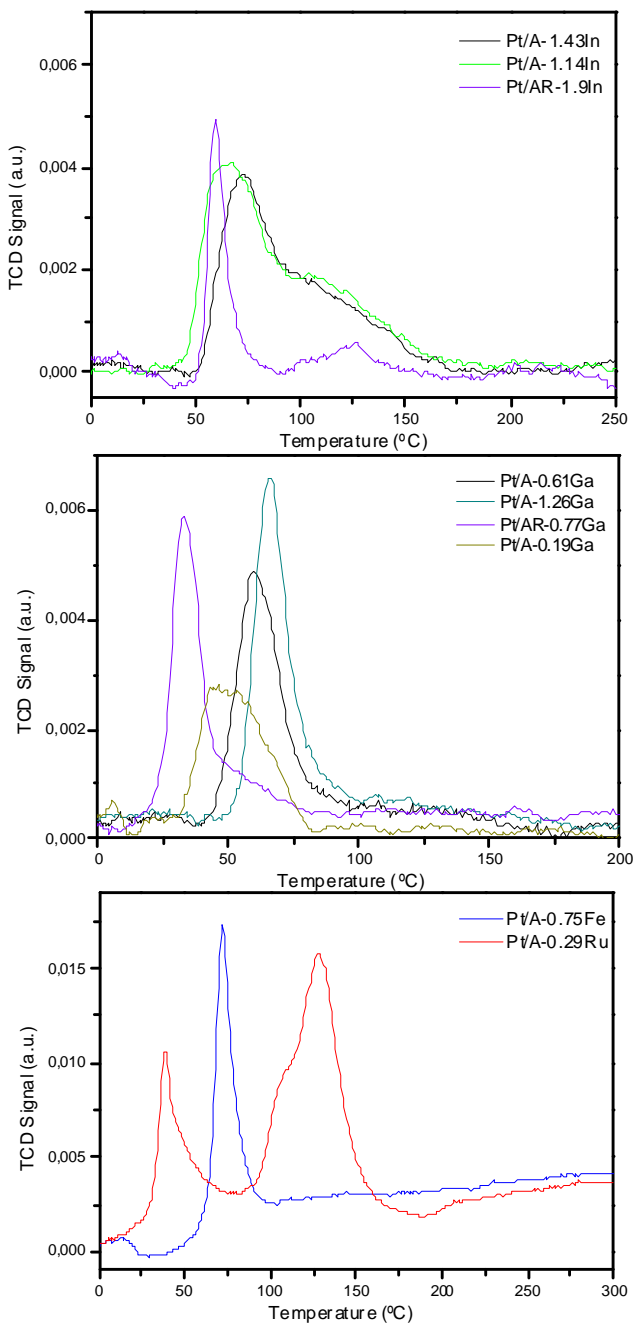 Pt/A-1.43In
Pt/A-1.14In
Pt/AR-1.9In
0,006
0,004
0,002
0,000
TCD Signal (a.u.)
0 50 100 150 200 250
Temperature (ºC)
Pt/A-0.61Ga
Pt/A-1.26Ga
Pt/AR-0.77Ga
Pt/A-0.19Ga
0,006
0,004
0,002
0,000
TCD Signal (a.u.)
0 50 100 150 200
Temperature (ºC)
Pt/A-0.75Fe
Pt/A-0.29Ru
0,015
0,010
0,005
0,000
TCD Signal (a.u.)
0 50 100 150 200 250 300
Temperature (ºC)